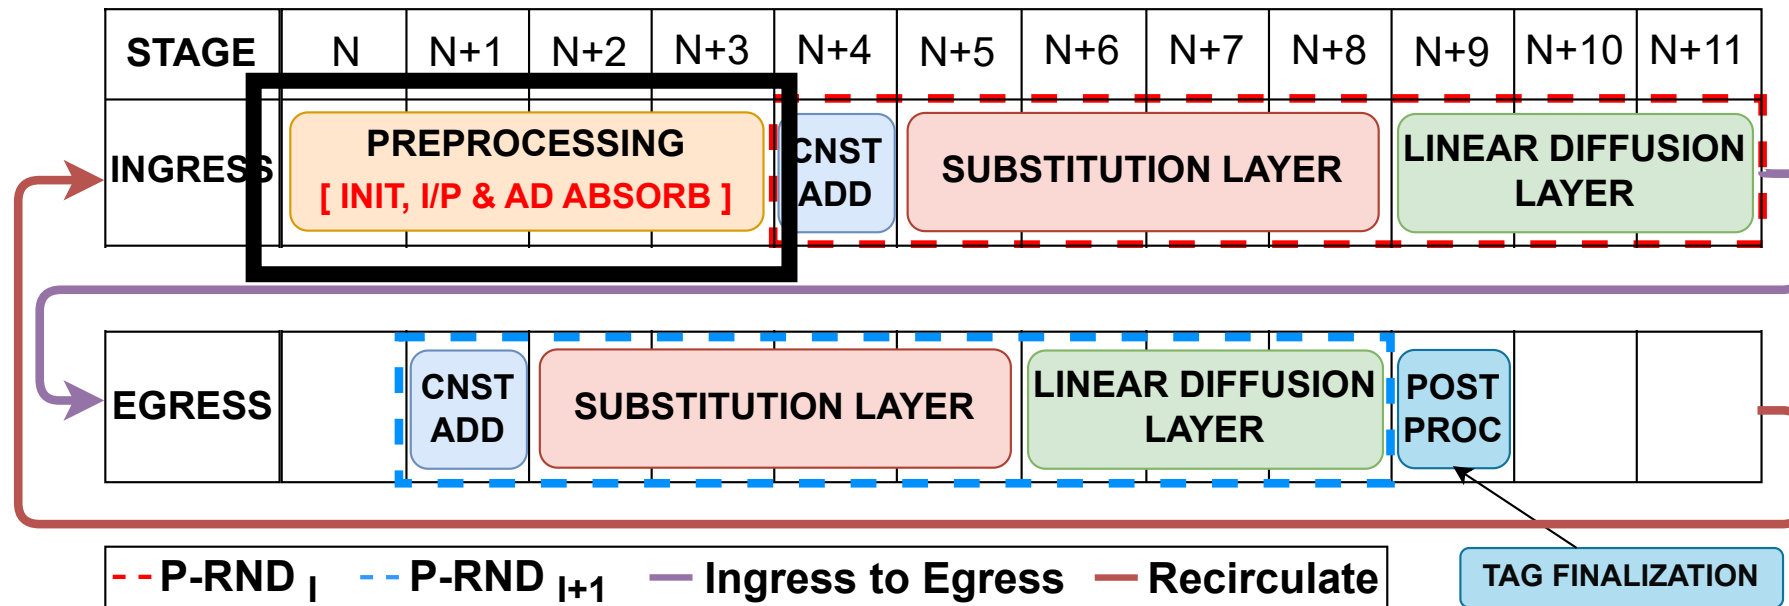 STAGE N N+1 N+2 N+3 N+4 N+5 N+6 N+7 N+8 N+9 N+10 N+11
INGRESS
PREPROCESSING
[ INIT, I/P & AD ABSORB ]
CNST
ADD
SUBSTITUTION LAYER
LINEAR DIFFUSION
LAYER
EGRESS
CNST
ADD
SUBSTITUTION LAYER
LINEAR DIFFUSION
LAYER
POST
PROC
P-RND I P-RND I+1 Ingress to Egress Recirculate
TAG FINALIZATION